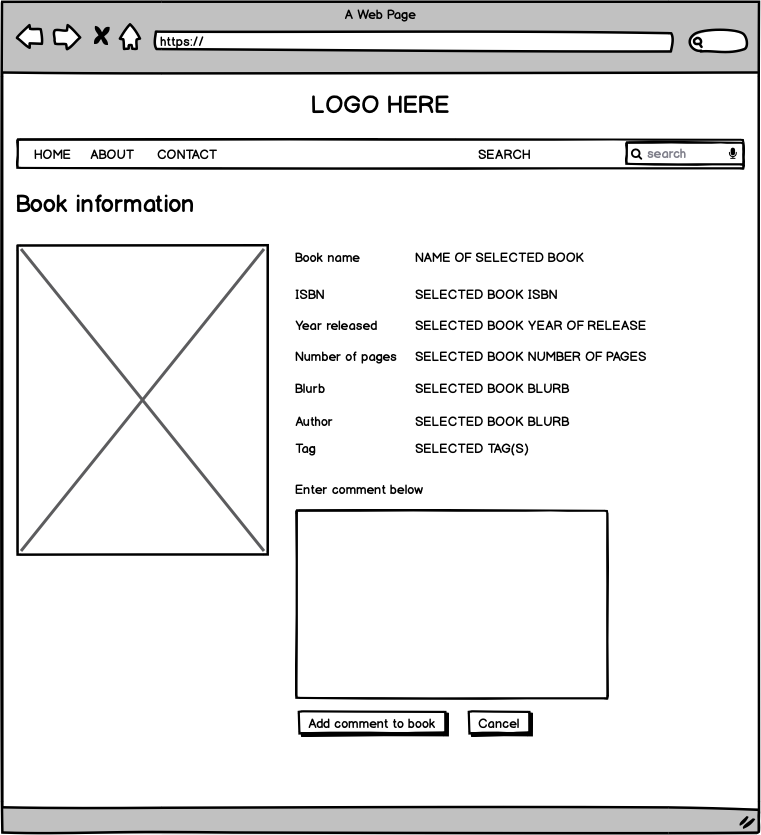 A Web Page
https://
LOGO HERE
HOME ABOUT CONTACT SEARCH search
Book information
Book name NAME OF SELECTED BOOK
ISBN SELECTED BOOK ISBN
Year released SELECTED BOOK YEAR OF RELEASE
Number of pages SELECTED BOOK NUMBER OF PAGES
Blurb SELECTED BOOK BLURB
Author SELECTED BOOK BLURB
Tag SELECTED TAG(S)
Enter comment below
Add comment to book Cancel